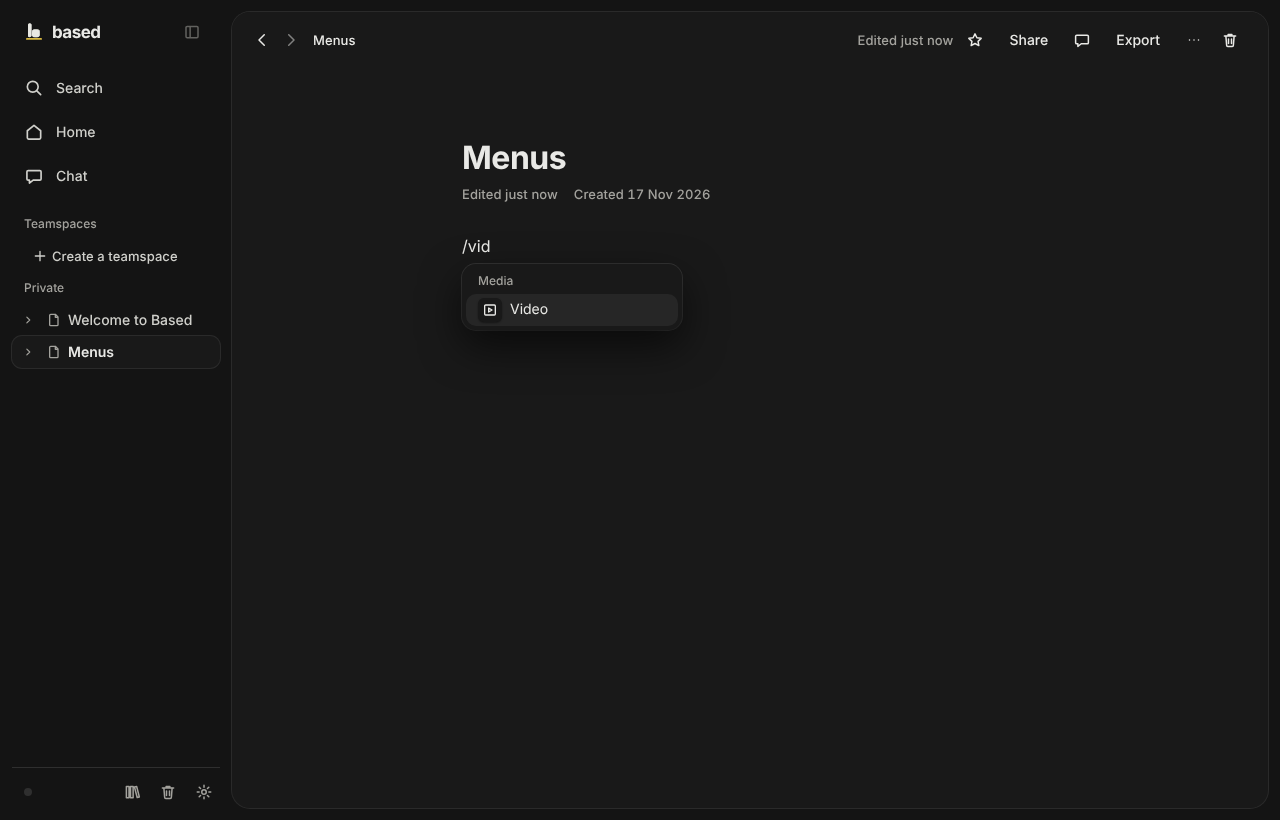 based
Search
Home
Chat
Teamspaces
Create a teamspace
Private
Welcome to Based
Menus
Menus
Edited just now
Share
Export
Menus
Edited just now Created 17 Nov 2026
/vid
Media
Video